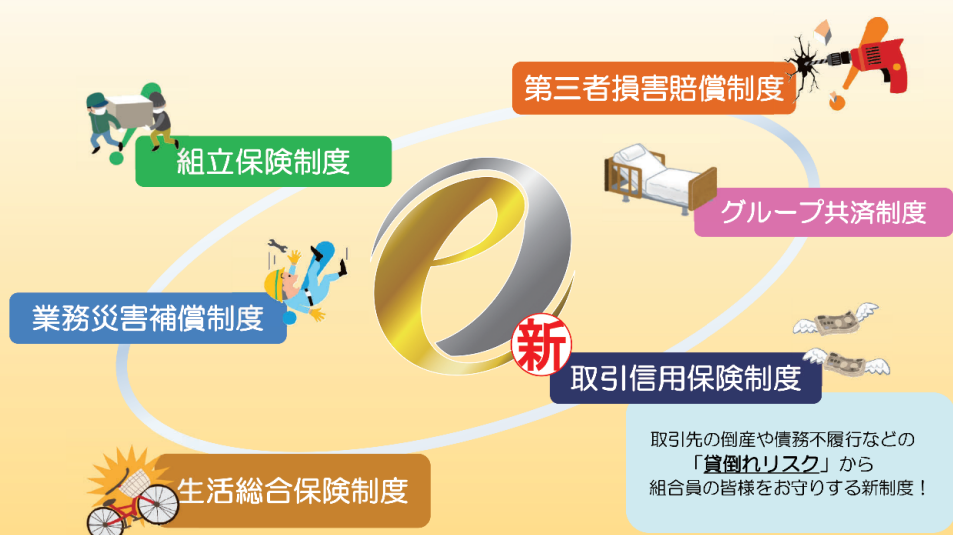 第三者損害賠償制度
組立保険制度
グループ共済制度
業務災害補償制度
新
取引信用保険制度
取引先の倒産や債務不履行などの
「貸倒れリスク」から
組合員の皆様をお守りする新制度！
生活総合保険制度